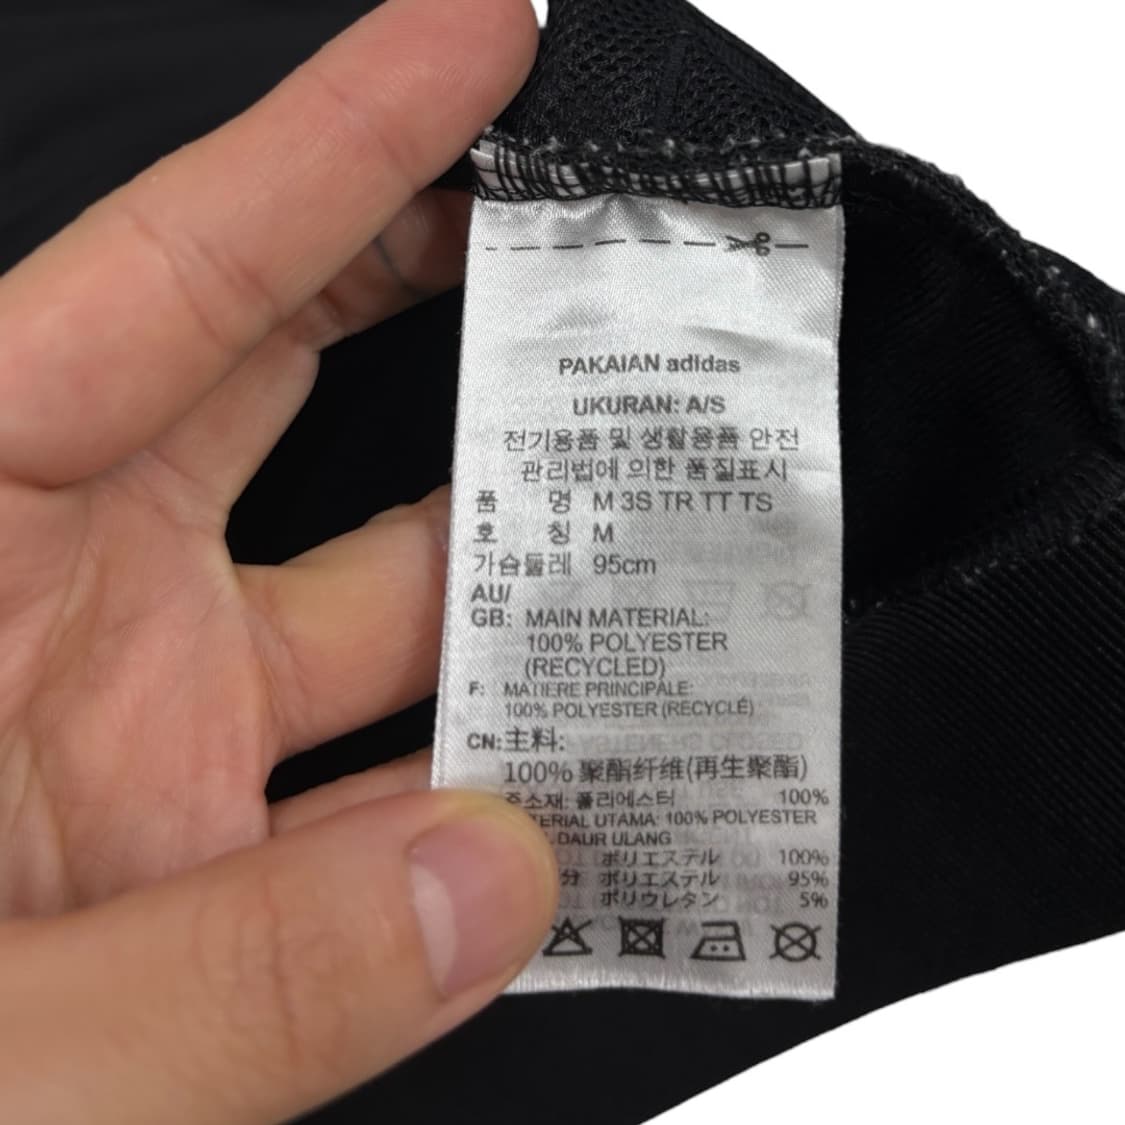 PAKAIAN adidas
UKURAN: A/S
전기용품 및 생활용품 안전
관리법에 의한 품질표시
품 명 M 3S TR TT TS
호 칭 M
가슴둘레 95cm
AU/
GB: MAIN MATERIAL:
100% POLYESTER
(RECYCLED)
F: MATIERE PRINCIPALE:
100% POLYESTER (RECYCLÉ)
CN:主料:
100% 聚酯纤维(再生聚酯)
주소재: 폴리에스터 100%
UTAMA: 100% POLYESTER
DAUR ULANG
ポリエステル 100%
分 ポリエステル 95%
ポリウレタン 5%